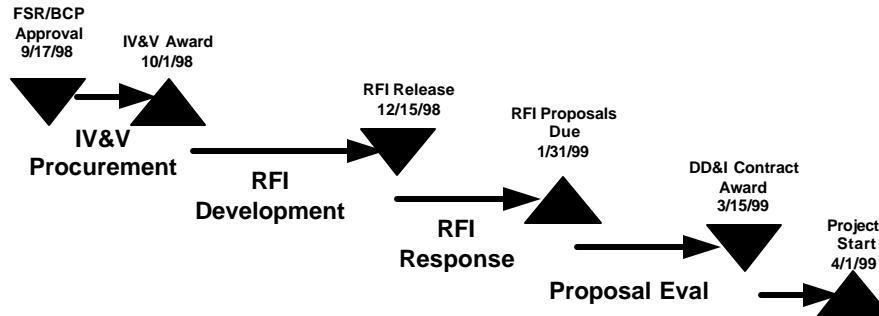 FSR/BCP
Approval
9/17/98
IV&V Award
10/1/98
IV&V
Procurement
RFI Release
12/15/98
RFI
Development
RFI Proposals
Due
1/31/99
RFI
Response
DD&I Contract
Award
3/15/99
Proposal Eval
Project
Start
4/1/99